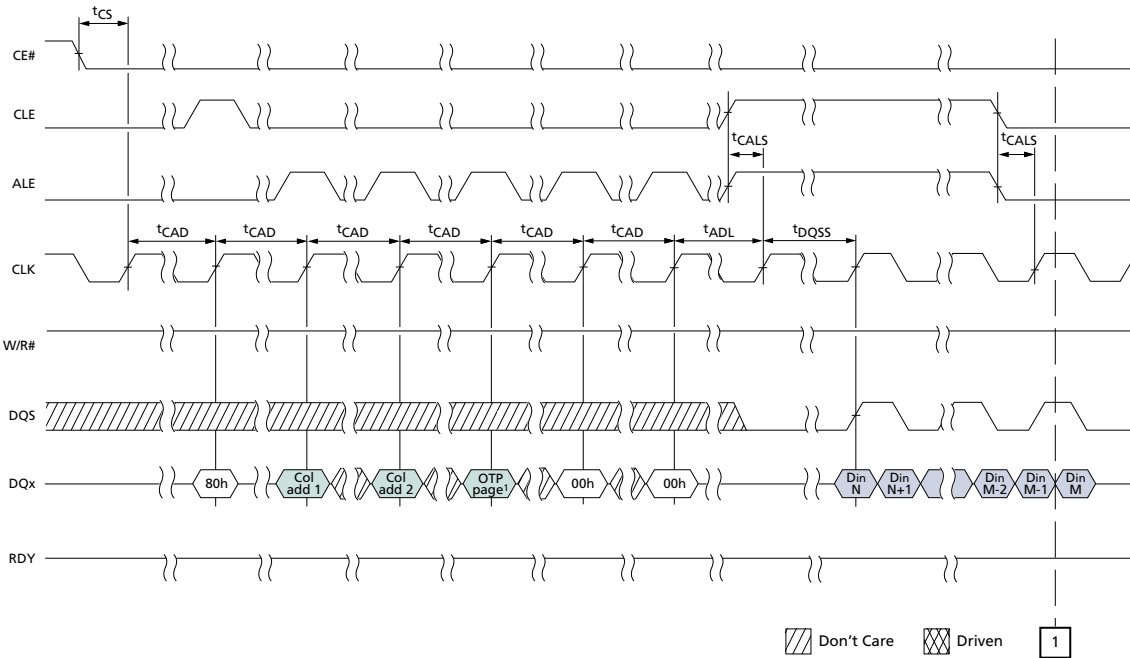 tCS
CE#
CLE
tCALS
tCALS
ALE
tCAD
tCAD
tCAD
tCAD
tCAD
tCAD
tADL
tDQSS
CLK
W/R#
DQS
DQx
80h
Col
add 1
Col
add 2
OTP
page¹
00h
00h
Din
N
Din
N+1
Din
M-2
Din
M-1
Din
M
RDY
Don't Care
Driven
1